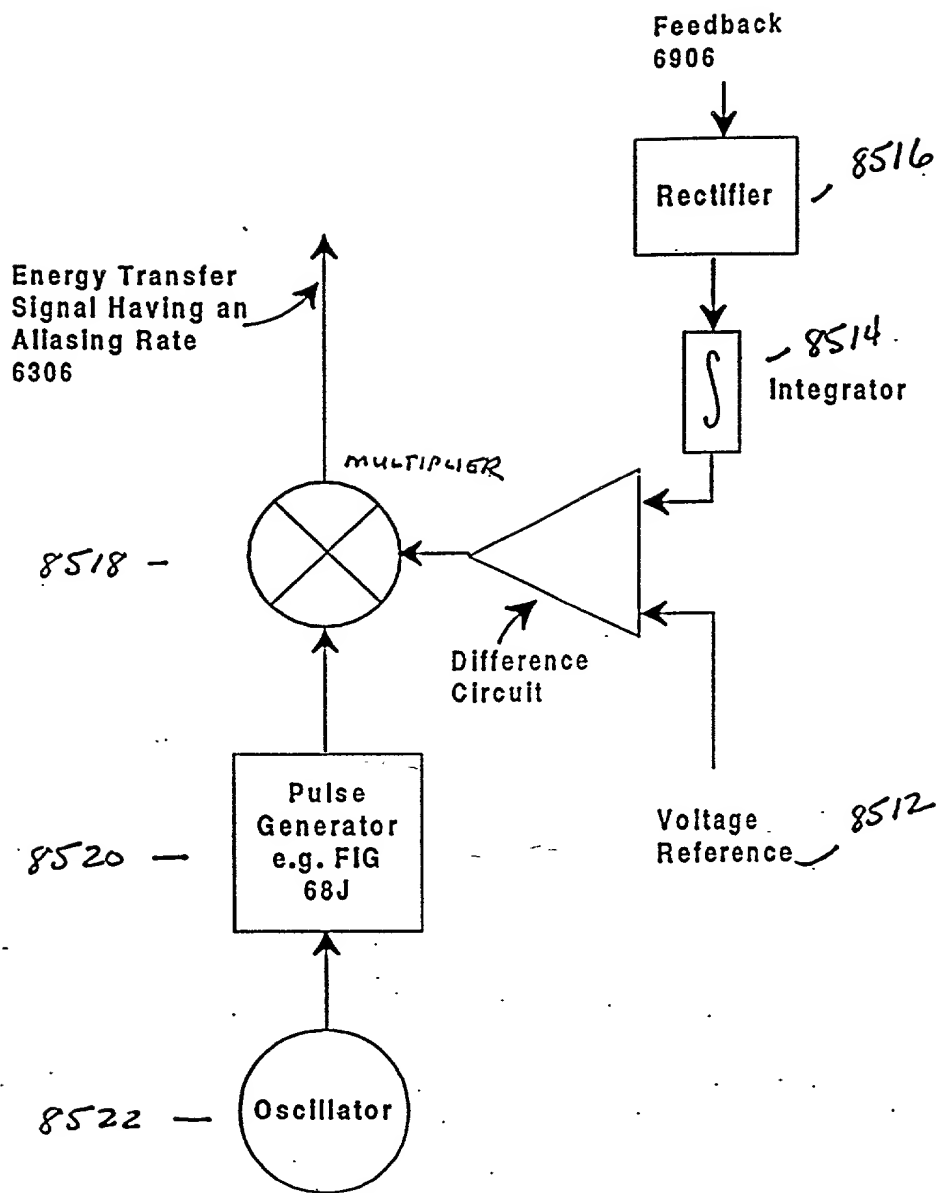 Feedback
6906
Rectifier
8516
Energy Transfer
Signal Having an
Aliasing Rate
6306
8514
∫
Integrator
MULTIPLIER
8518
Difference
Circuit
Pulse
Generator
e.g. FIG
68J
8520
Voltage
Reference
8512
Oscillator
8522